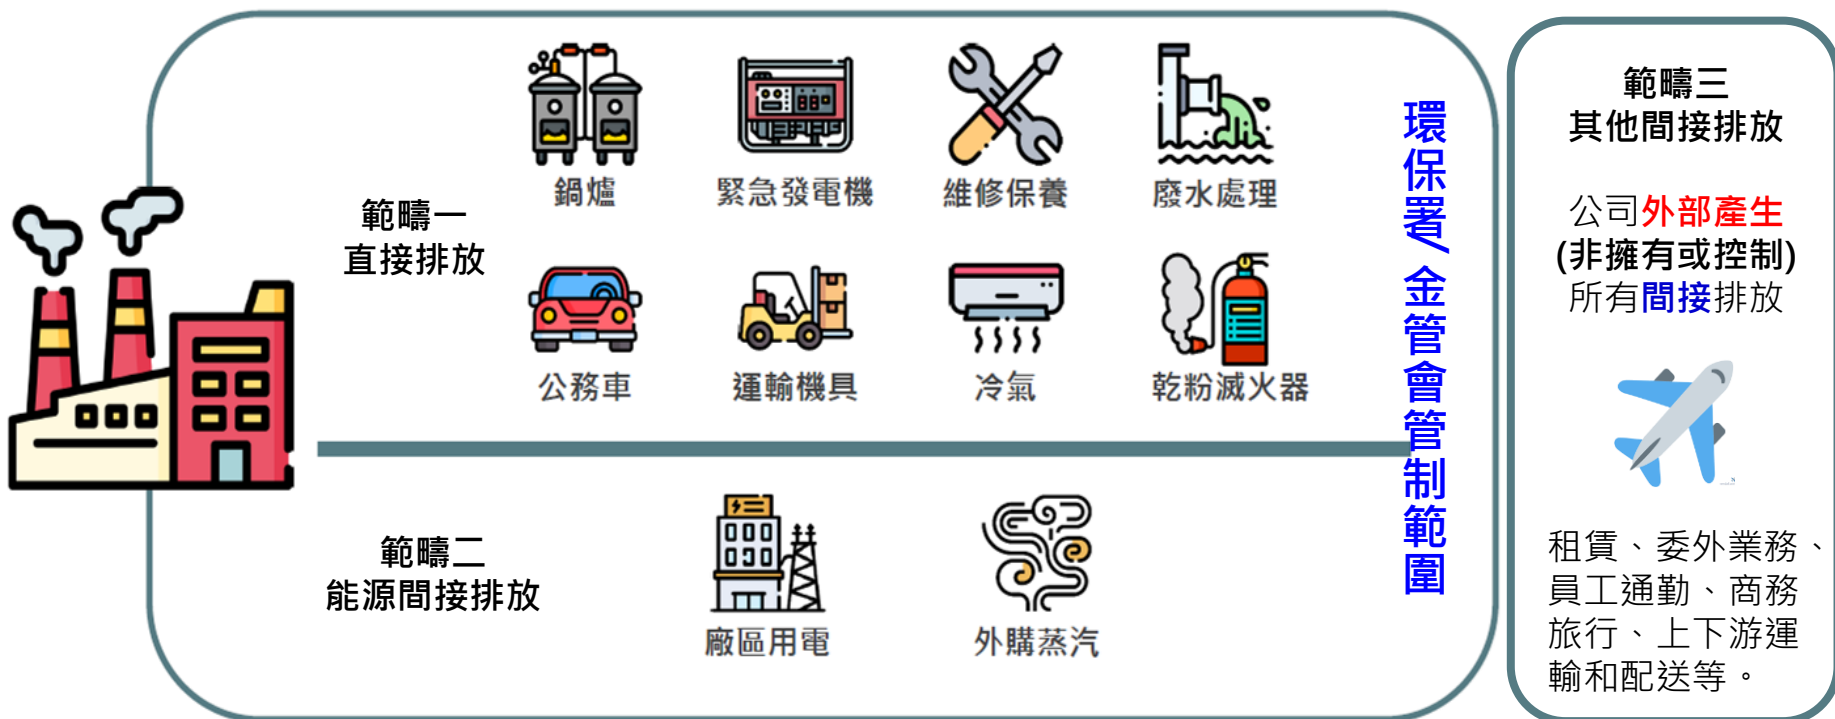 範疇一
直接排放
鍋爐
緊急發電機
維修保養
廢水處理
公務車
運輸機具
冷氣
乾粉滅火器
範疇二
能源間接排放
廠區用電
外購蒸汽
環保署/金管會管制範圍
範疇三
其他間接排放
公司外部產生
(非擁有或控制)
所有間接排放
租賃、委外業務、
員工通勤、商務
旅行、上下游運
輸和配送等。